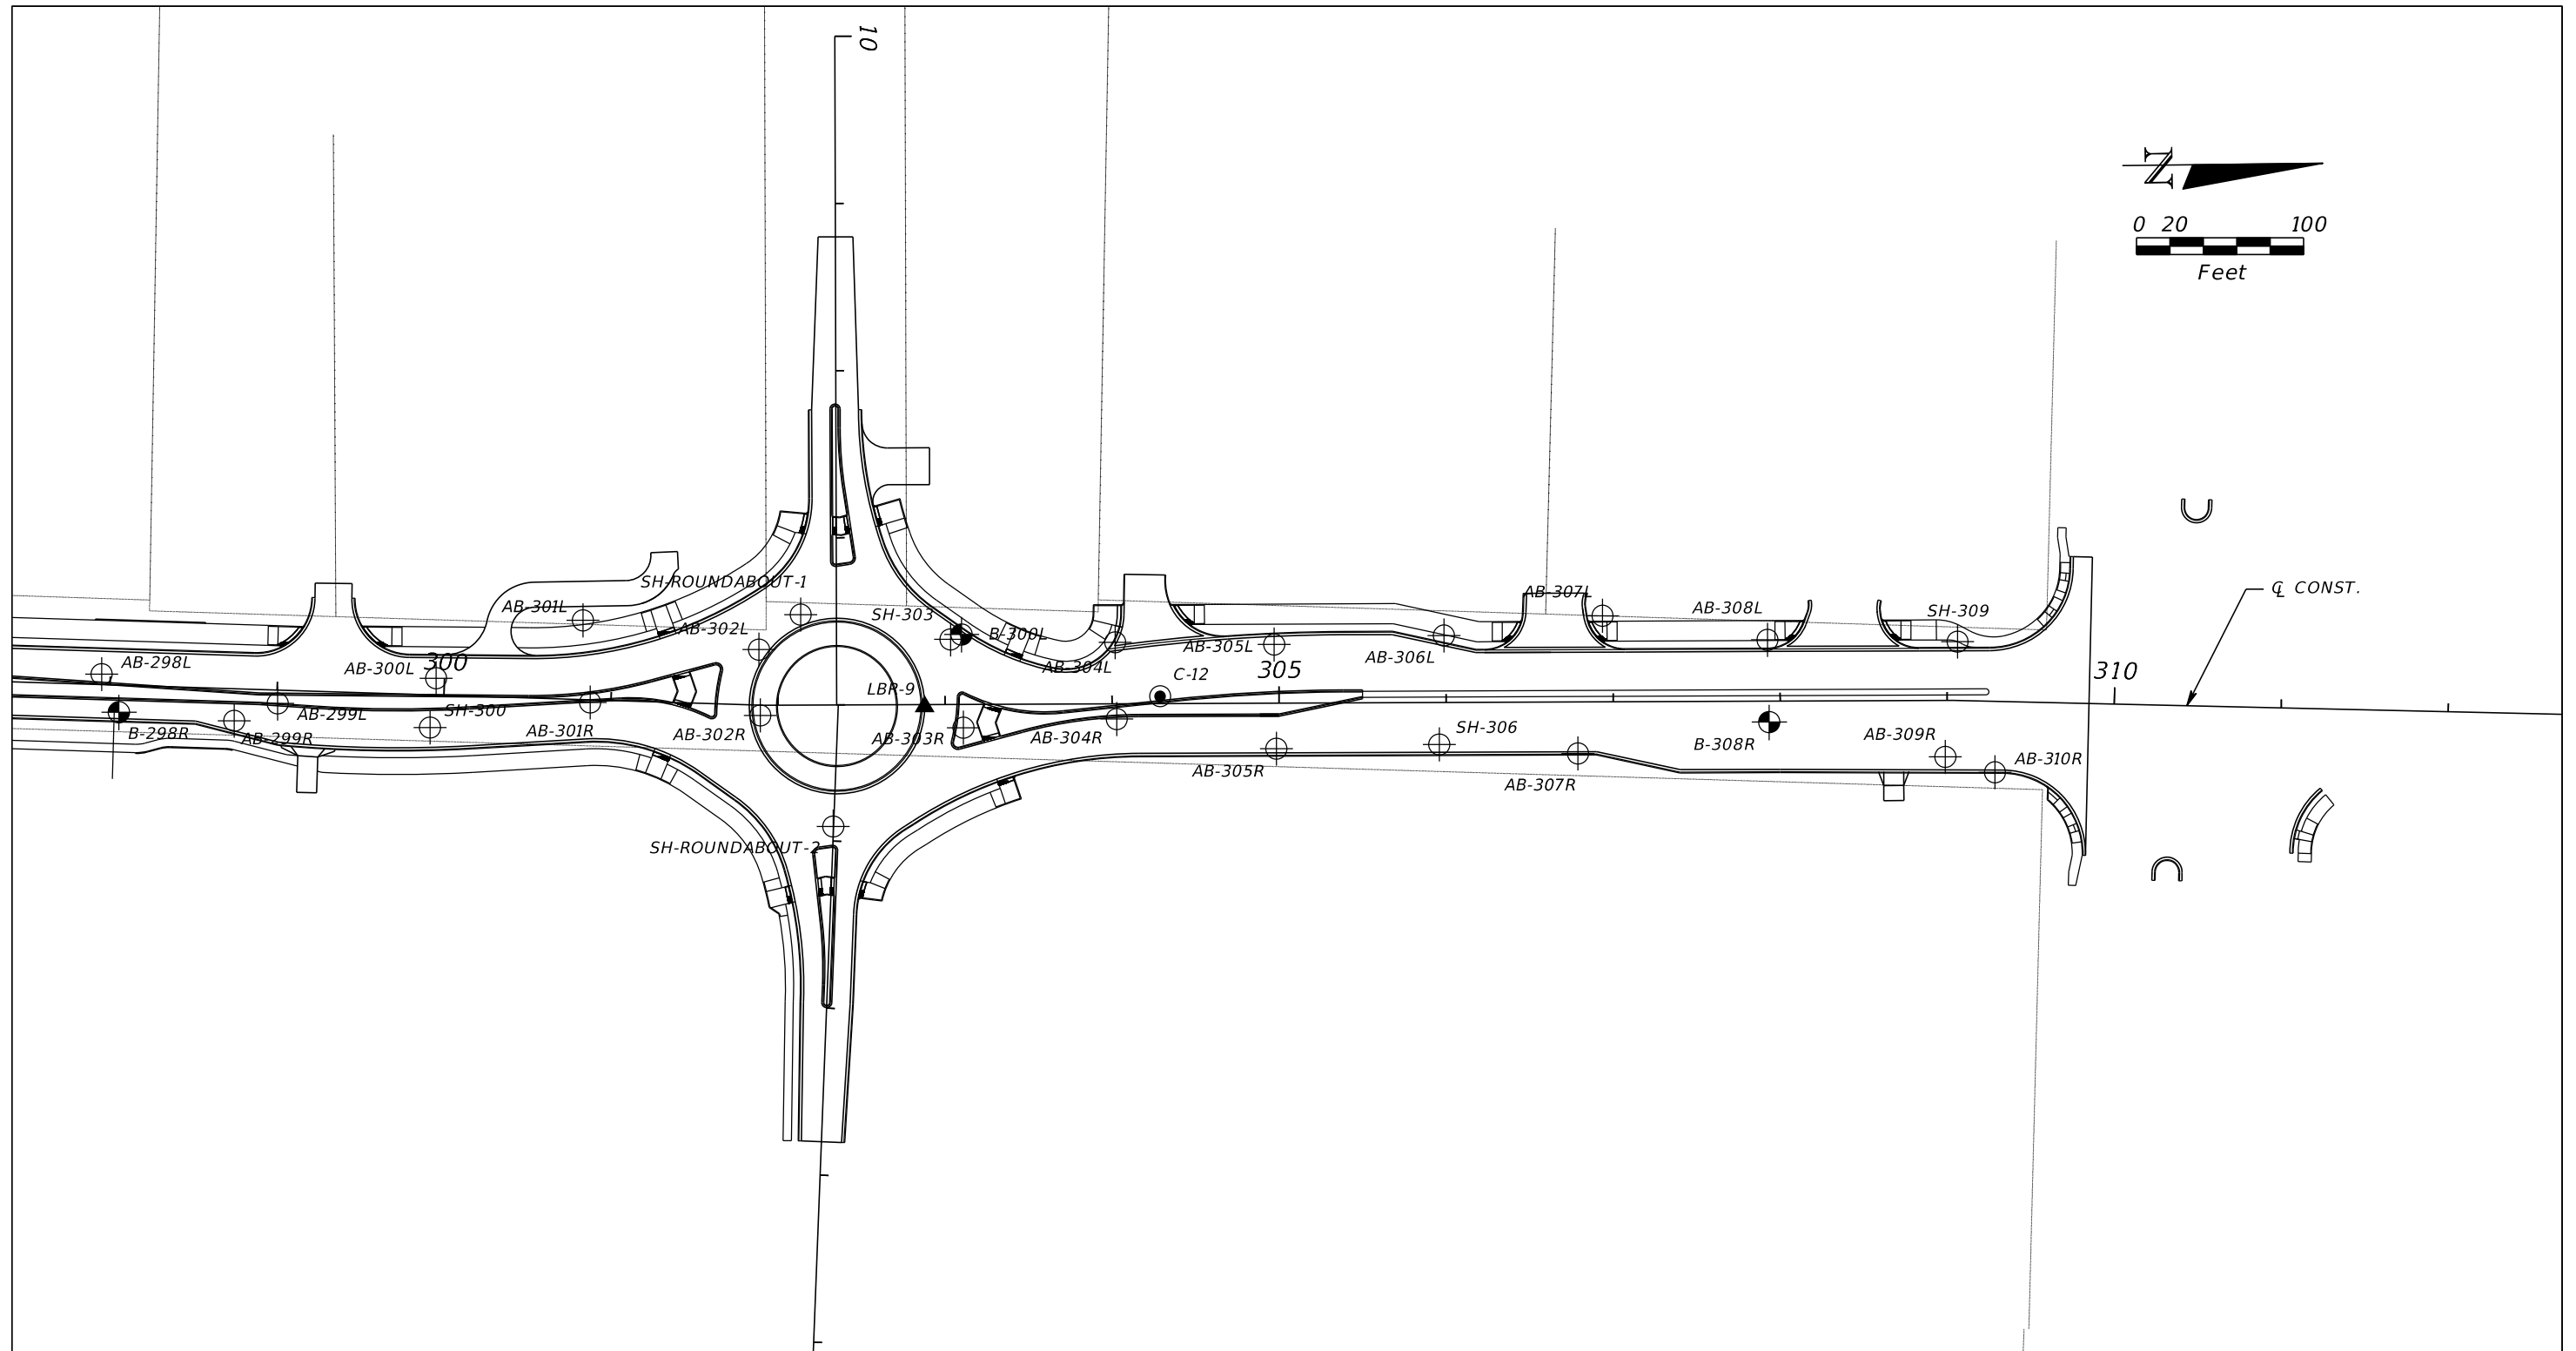 10
N
0 20 100
Feet
SH-ROUNDABOUT-1
AB-301L
SH-303
AB-307L
AB-308L
SH-309
℄ CONST.
AB-302L
B-300L
AB-305L
AB-306L
AB-298L
AB-300L
300
AB-304L
C-12
305
310
LBR-9
AB-299L
SH-300
B-298R
AB-299R
AB-301R
AB-302R
AB-303R
AB-304R
SH-306
B-308R
AB-309R
AB-310R
AB-305R
AB-307R
SH-ROUNDABOUT-2